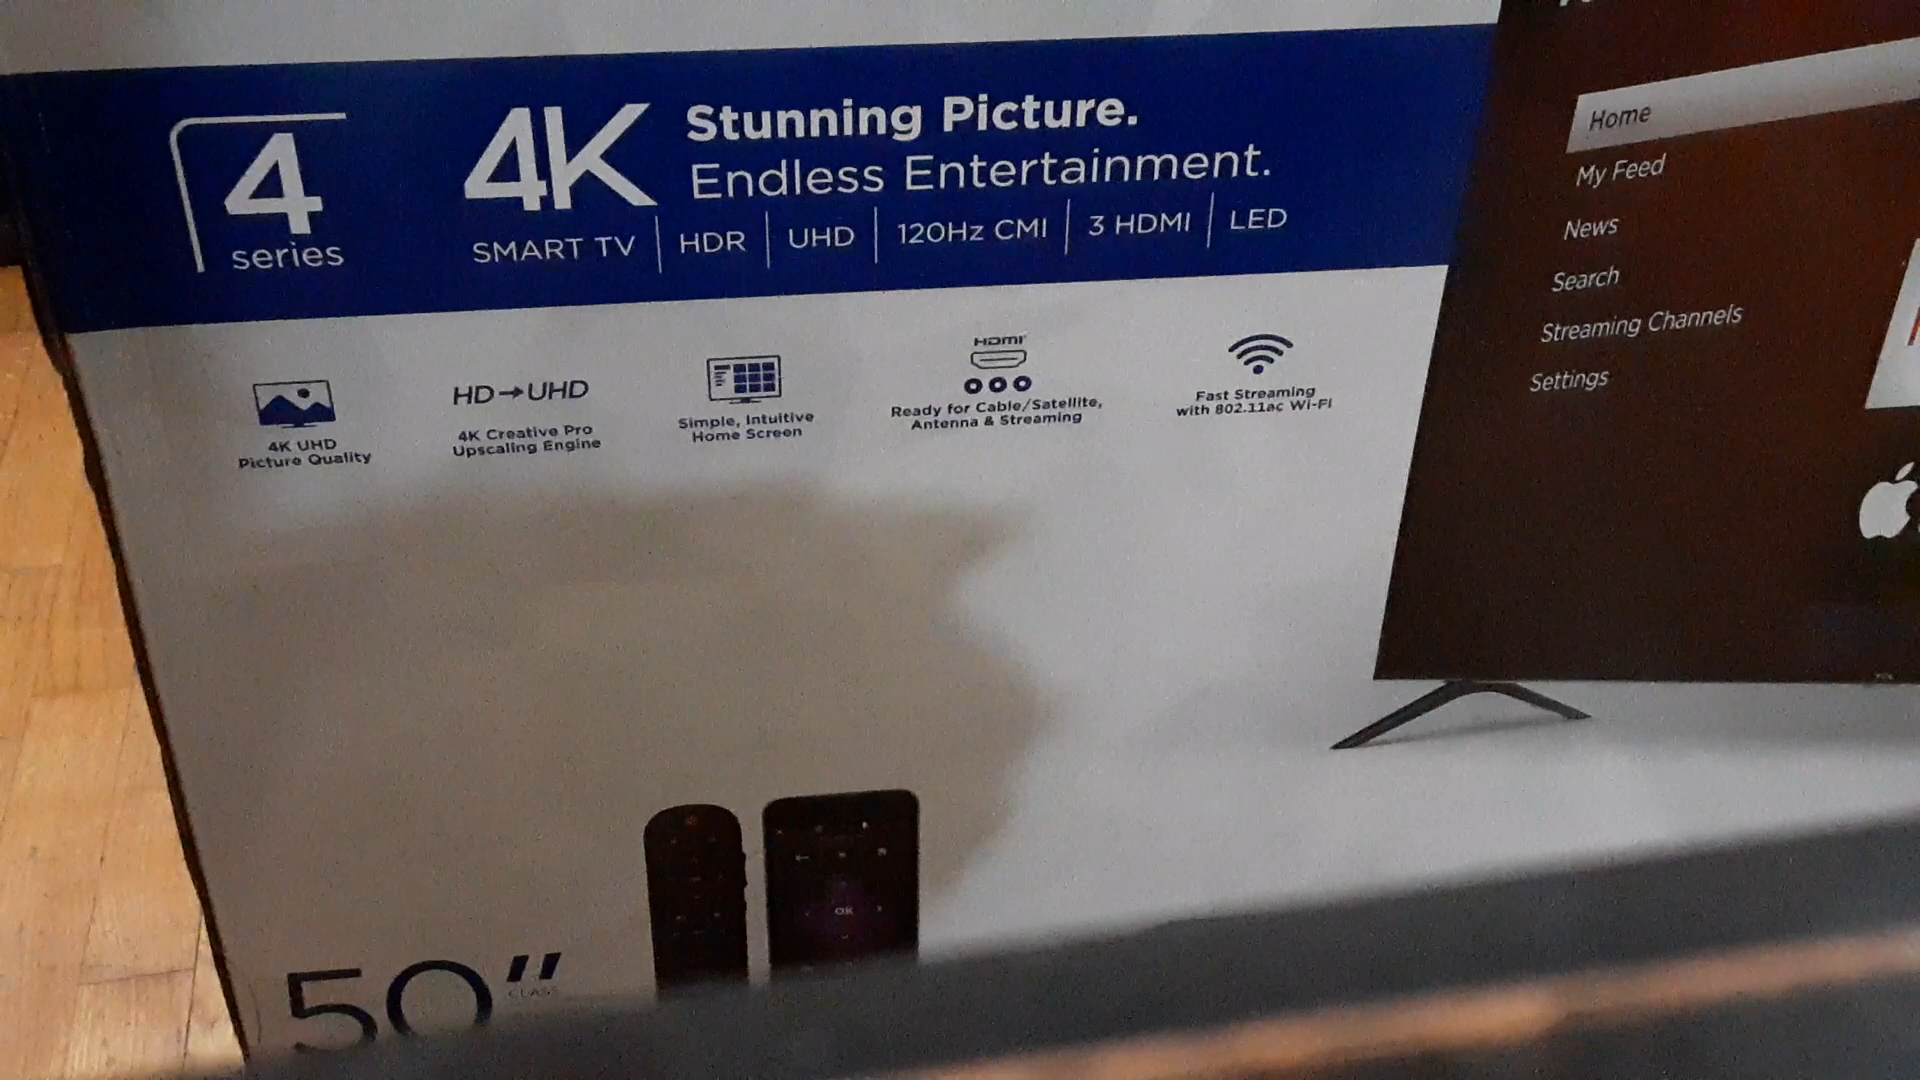 4
series
4K
Stunning Picture.
Endless Entertainment.
SMART TV | HDR | UHD | 120Hz CMI | 3 HDMI | LED
4K UHD
Picture Quality
HD→UHD
4K Creative Pro
Upscaling Engine
Simple, Intuitive
Home Screen
HDMI
Ready for Cable/Satellite,
Antenna & Streaming
Fast Streaming
with 802.11ac Wi-Fi
Home
My Feed
News
Search
Streaming Channels
Settings
OK
50"
CLASS